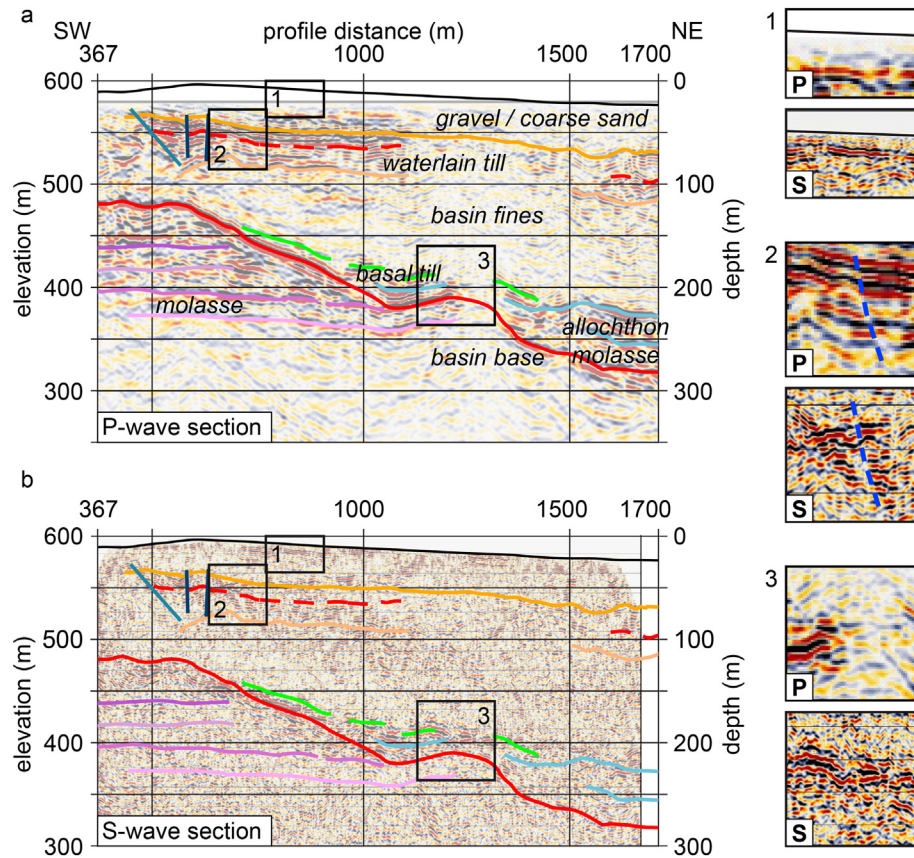 a
SW
profile distance (m)
NE
367
1000
1500
1700
600
500
400
300
elevation (m)
0
100
200
300
depth (m)
1
2
3
gravel / coarse sand
waterlain till
basin fines
basal till
molasse
allochthon
molasse
basin base
P-wave section
b
367
1000
1500
1700
600
500
400
300
elevation (m)
0
100
200
300
depth (m)
1
2
3
S-wave section
1
P
S
2
P
S
3
P
S